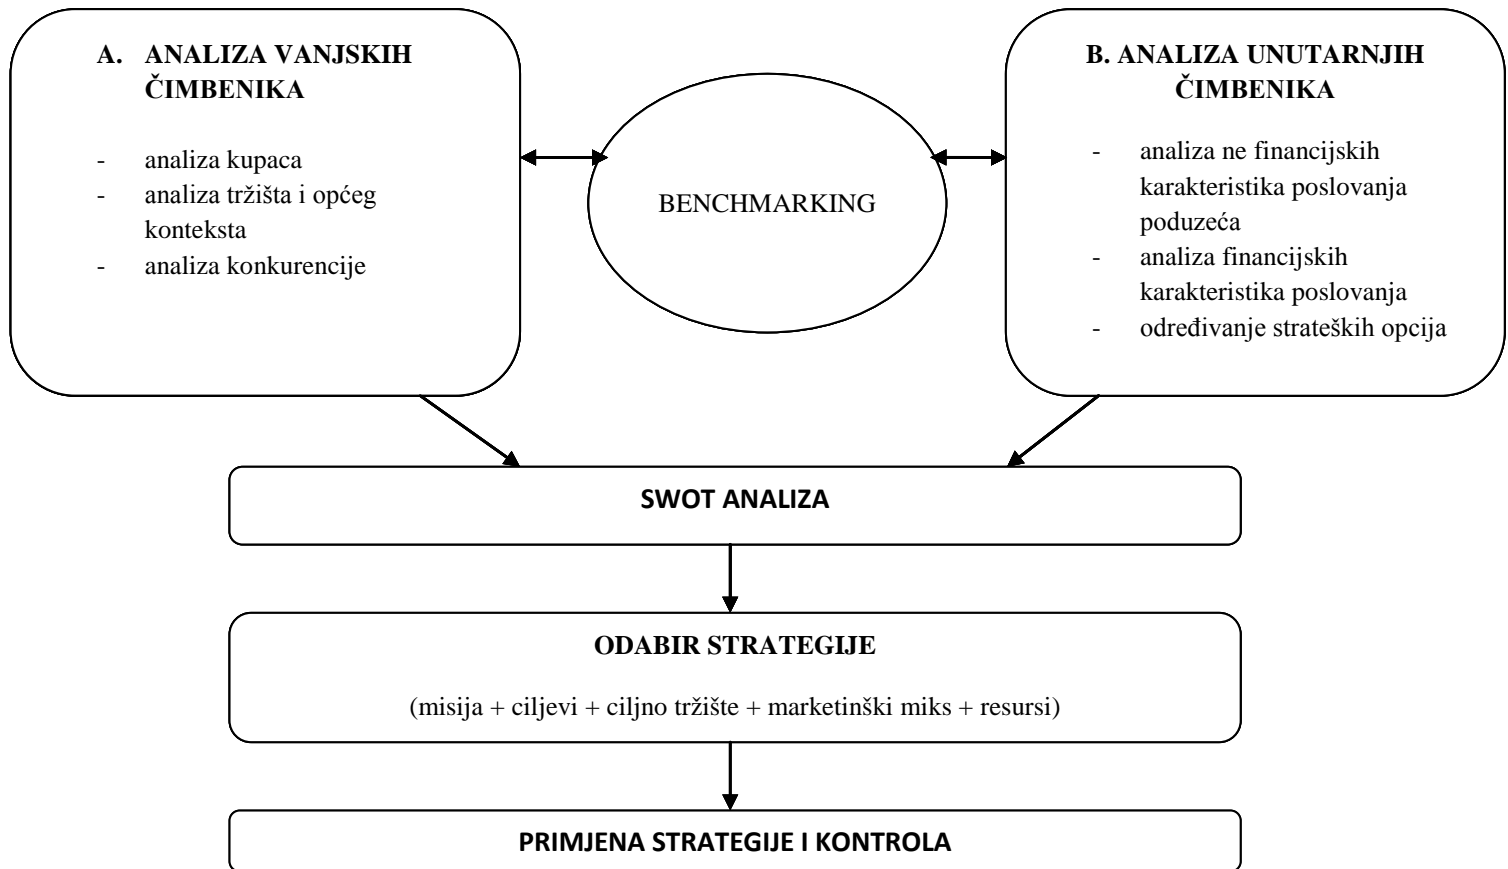 A. ANALIZA VANJSKIH
ČIMBENIKA
- analiza kupaca
- analiza tržišta i općeg
konteksta
- analiza konkurencije
BENCHMARKING
B. ANALIZA UNUTARNJIH
ČIMBENIKA
- analiza ne financijskih
karakteristika poslovanja
poduzeća
- analiza financijskih
karakteristika poslovanja
- određivanje strateških opcija
SWOT ANALIZA
ODABIR STRATEGIJE
(misija + ciljevi + ciljno tržište + marketinški miks + resursi)
PRIMJENA STRATEGIJE I KONTROLA